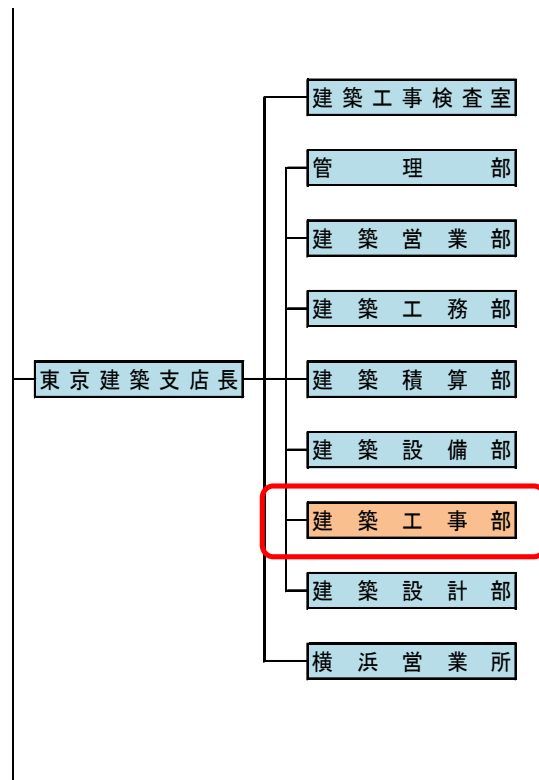 建築工事検査室
管理部
建築営業部
建築工務部
東京建築支店長
建築積算部
建築設備部
建築工事部
建築設計部
横浜営業所